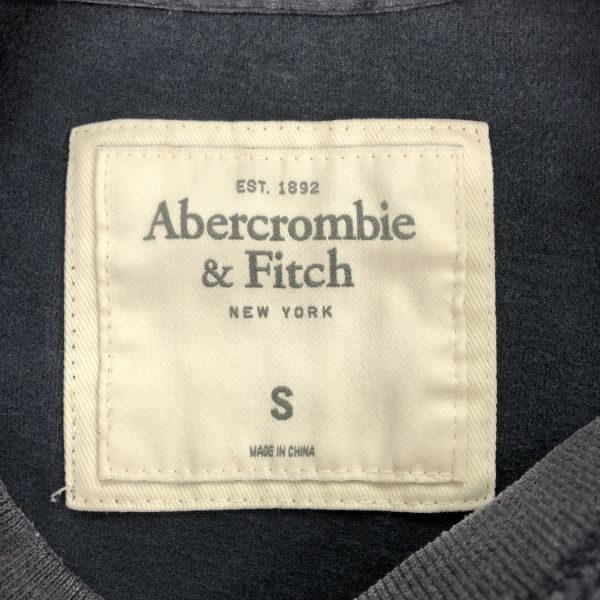 EST. 1892
Abercrombie
& Fitch
NEW YORK
S
MADE IN CHINA